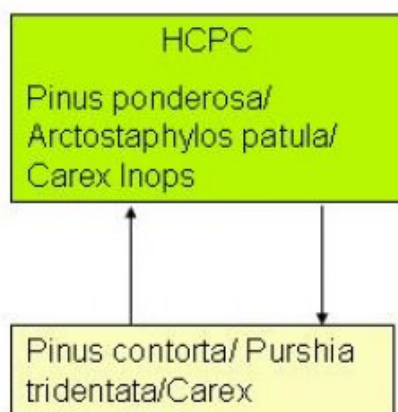 HCPC
Pinus ponderosa/
Arctostaphylos patula/
Carex Inops
Pinus contorta/ Purshia
tridentata/Carex